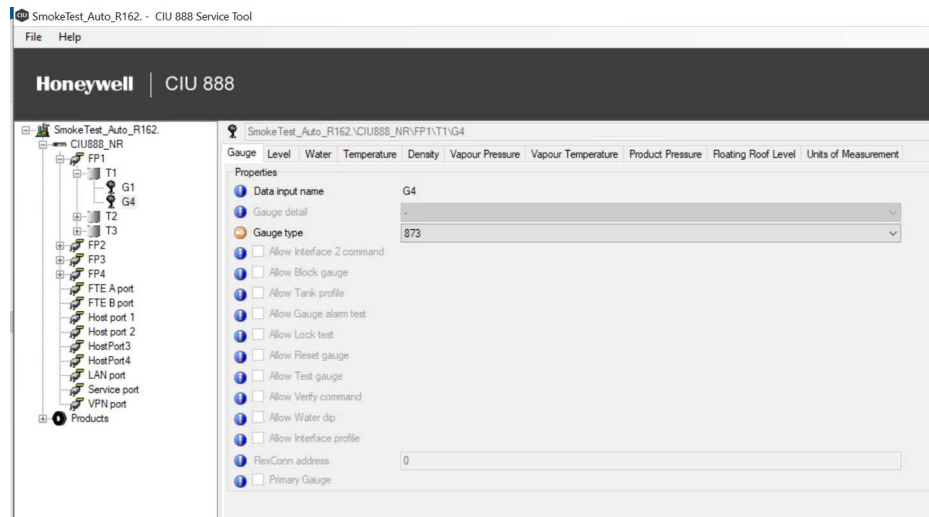 CIU SmokeTest_Auto_R162. - CIU 888 Service Tool
File Help
Honeywell | CIU 888
SmokeTest_Auto_R162.
CIU888_NR
FP1
T1
G1
G4
T2
T3
FP2
FP3
FP4
FTE A port
FTE B port
Host port 1
Host port 2
HostPort3
HostPort4
LAN port
Service port
VPN port
Products
SmokeTest_Auto_R162.\CIU888_NR\FP1\T1\G4
Gauge Level Water Temperature Density Vapour Pressure Vapour Temperature Product Pressure Floating Roof Level Units of Measurement
Properties
Data input name G4
Gauge detail -
Gauge type 873
Allow Interface 2 command
Allow Block gauge
Allow Tank profile
Allow Gauge alarm test
Allow Lock test
Allow Reset gauge
Allow Test gauge
Allow Verify command
Allow Water dip
Allow Interface profile
FlexConn address 0
Primary Gauge